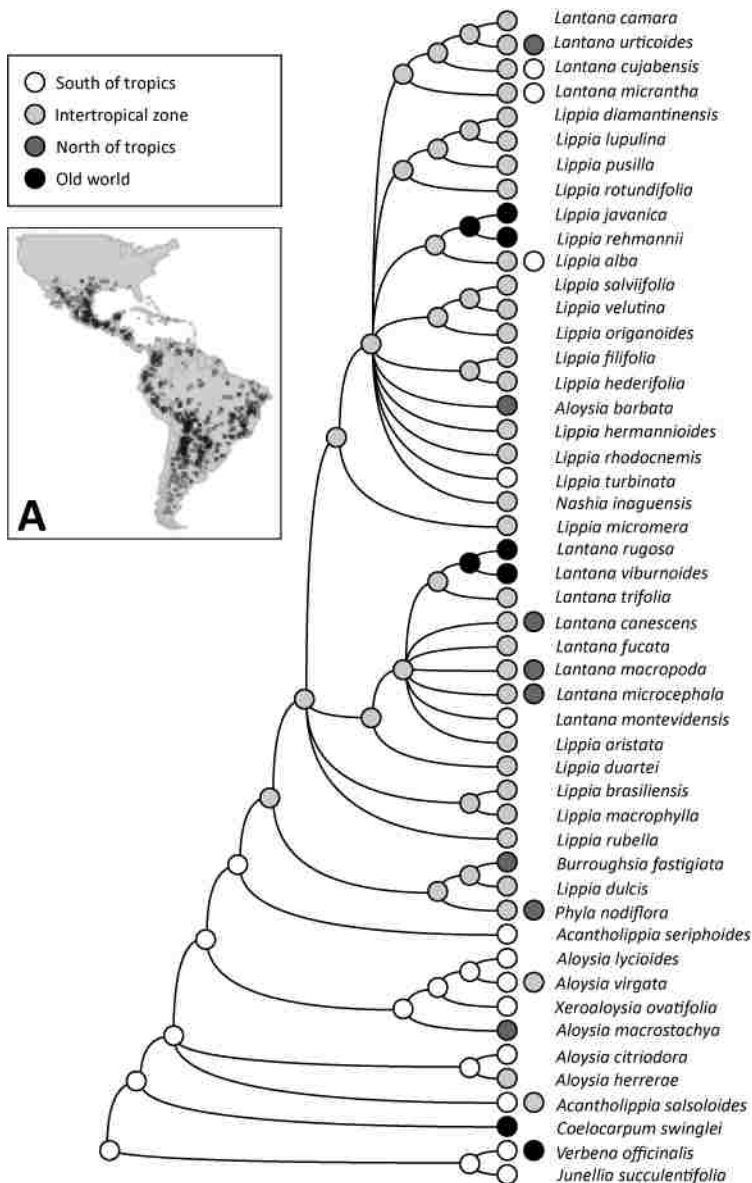 South of tropics
Intertropical zone
North of tropics
Old world
A
Lantana camara
Lantana urticoides
Lantana cujabensis
Lantana micrantha
Lippia diamantinensis
Lippia lupulina
Lippia pusilla
Lippia rotundifolia
Lippia javanica
Lippia rehmannii
Lippia alba
Lippia salviifolia
Lippia velutina
Lippia origanoides
Lippia filifolia
Lippia hederifolia
Aloysia barbata
Lippia hermannioides
Lippia rhodocnemis
Lippia turbinata
Nashia inaguensis
Lippia micromera
Lantana rugosa
Lantana viburnoides
Lantana trifolia
Lantana canescens
Lantana fucata
Lantana macropoda
Lantana microcephala
Lantana montevidensis
Lippia aristata
Lippia duartei
Lippia brasiliensis
Lippia macrophylla
Lippia rubella
Burroughsia fastigiata
Lippia dulcis
Phyla nodiflora
Acantholippia seriphoides
Aloysia lycioides
Aloysia virgata
Xeroaloysia ovatifolia
Aloysia macrostachya
Aloysia citriodora
Aloysia herrerae
Acantholippia salsoloides
Coelocarpum swinglei
Verbena officinalis
Junellia succulentifolia